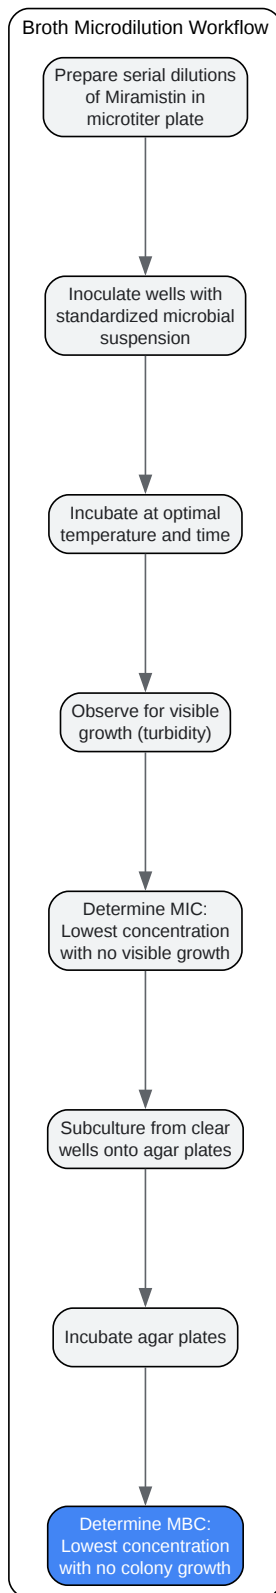 Broth Microdilution Workflow
Prepare serial dilutions
of Miramistin in
microtiter plate
Inoculate wells with
standardized microbial
suspension
Incubate at optimal
temperature and time
Observe for visible
growth (turbidity)
Determine MIC:
Lowest concentration
with no visible growth
Subculture from clear
wells onto agar plates
Incubate agar plates
Determine MBC:
Lowest concentration
with no colony growth